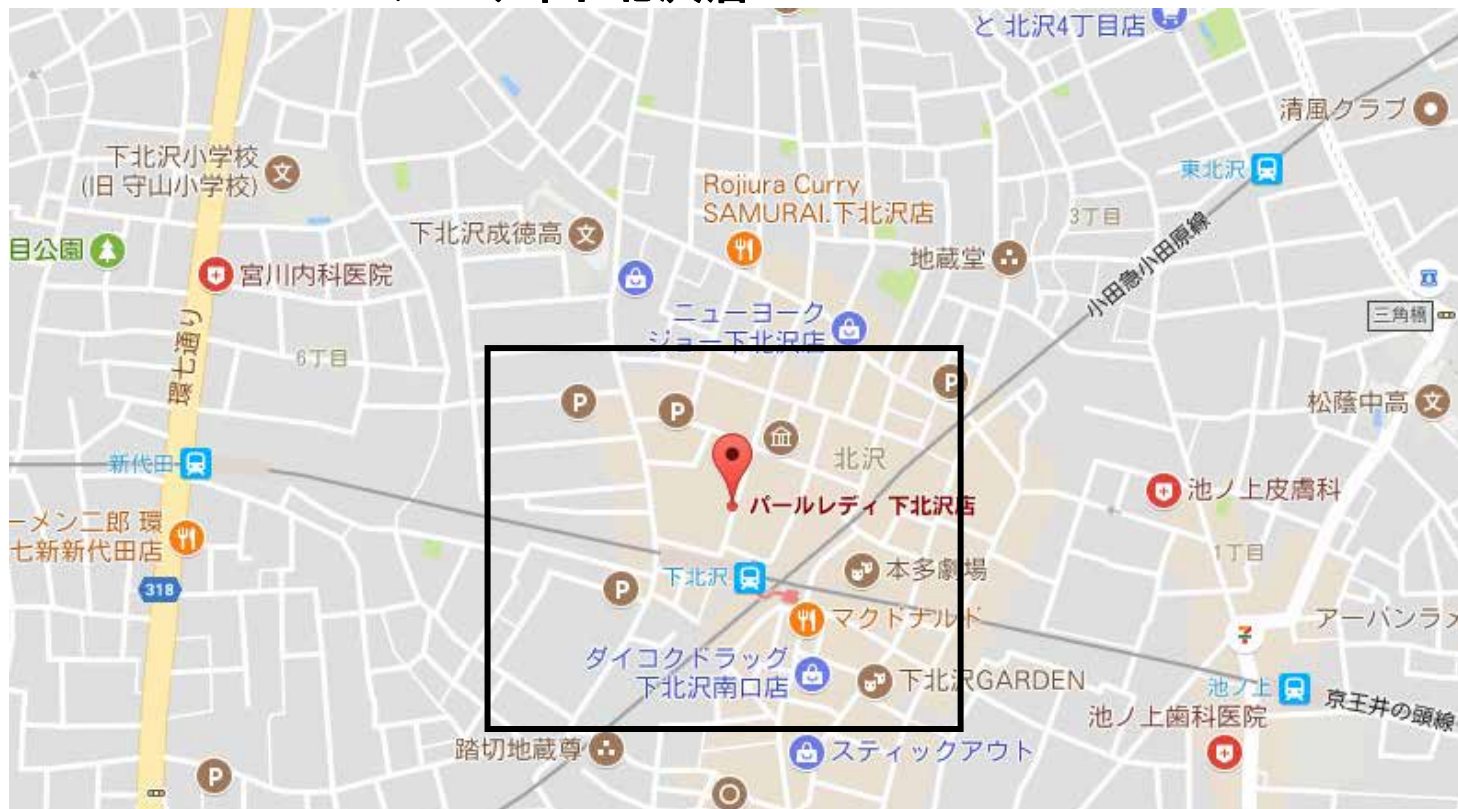 と 北沢4丁目店
清風クラブ
下北沢小学校
(旧 守山小学校)
東北沢
Rojiura Curry
SAMURAI.下北沢店
3丁目
下北沢成徳高
目公園
宮川内科医院
地蔵堂
小田急小田原線
ニューヨーク
ジョー下北沢店
三角橋
環七通り
6丁目
P
P
P
松蔭中高
文
北沢
新代田
池ノ上皮膚科
パールレディ 下北沢店
ーメン二郎 環
七新新代田店
1丁目
下北沢
本多劇場
318
P
マクドナルド
アーバンラメ
ダイコクドラッグ
下北沢南口店
下北沢GARDEN
池ノ上
京王井の頭線
池ノ上歯科医院
踏切地蔵尊
スティックアウト
P